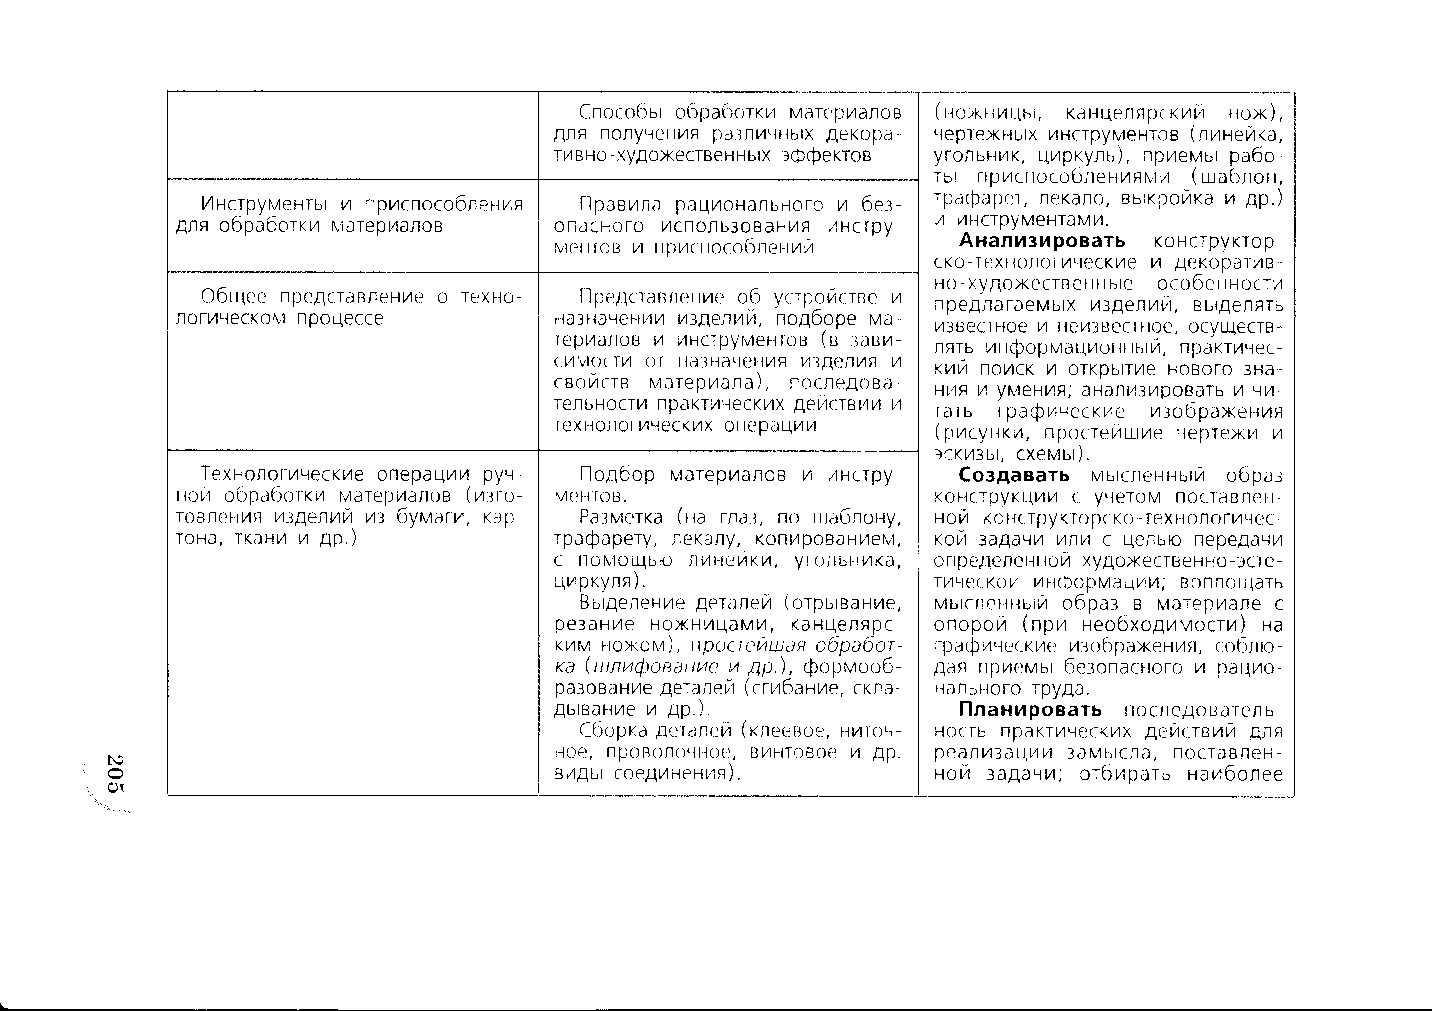 Способы обработки материалов
для получения различных декора-
тивно-художественных эффектов
Инструменты и приспособления
для обработки материалов
Правила рационального и без-
опасного использования инстру
ментов и приспособлений
Общее представление о техно-
логическом процессе
Представление об устройстве и
назначении изделий, подборе ма-
териалов и инструментов (в зави-
симости от назначения изделия и
свойств материала), последова-
тельности практических действий и
технологических операций
Технологические операции руч-
ной обработки материалов (изго-
товления изделий из бумаги, кар
тона, ткани и др.)
Подбор материалов и инстру
ментов.
Разметка (на глаз, по шаблону,
трафарету, лекалу, копированием,
с помощью линейки, угольника,
циркуля).
Выделение деталей (отрывание,
резание ножницами, канцелярс
ким ножом), простейшая обработ-
ка (шлифование и др.), формооб-
разование деталей (сгибание, скла-
дывание и др.).
Сборка деталей (клеевое, ниточ-
ное, проволочное, винтовое и др.
виды соединения).
(ножницы, канцелярский нож),
чертежных инструментов (линейка,
угольник, циркуль), приемы рабо-
ты приспособлениями (шаблон,
трафарет, лекало, выкройка и др.)
и инструментами.
Анализировать конструктор
ско-технологические и декоратив-
но-художественные особенности
предлагаемых изделий, выделять
известное и неизвестное, осуществ-
лять информационный, практичес-
кий поиск и открытие нового зна-
ния и умения; анализировать и чи-
тать графические изображения
(рисунки, простейшие чертежи и
эскизы, схемы).
Создавать мысленный образ
конструкции с учетом поставлен-
ной конструкторско-технологичес-
кой задачи или с целью передачи
определенной художественно-эсте-
тической информации; воплощать
мысленный образ в материале с
опорой (при необходимости) на
графические изображения, соблю-
дая приемы безопасного и рацио-
нального труда.
Планировать последователь
ность практических действий для
реализации замысла, поставлен-
ной задачи; отбирать наиболее
205